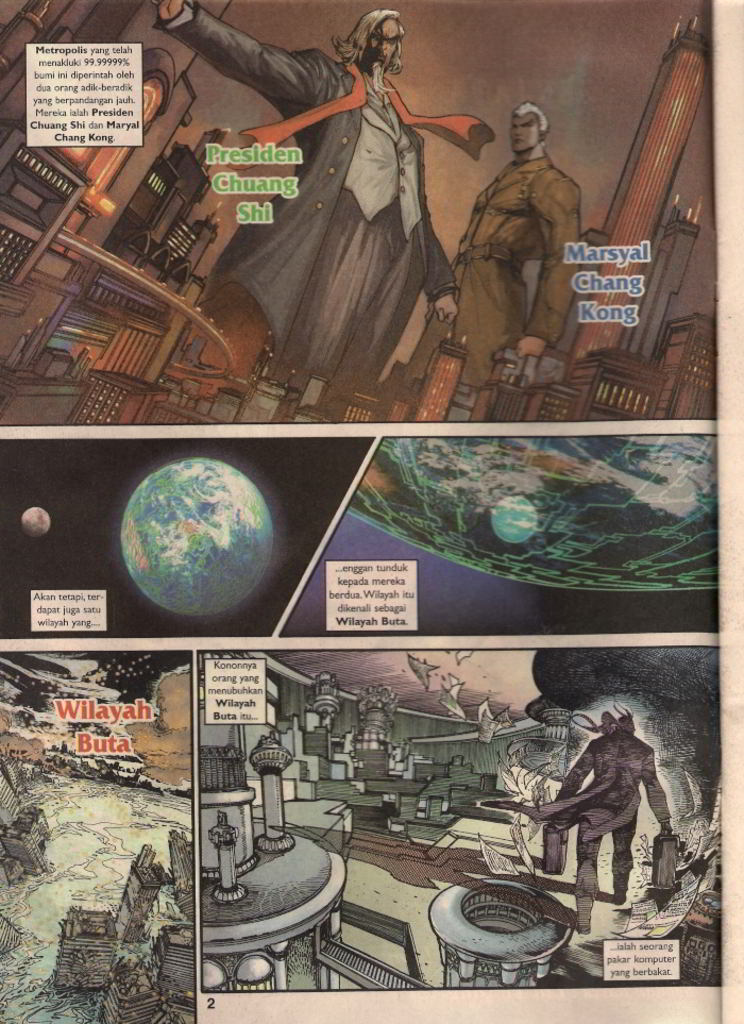 Metropolis yang telah
menakluki 99.99999%
bumi ini diperintah oleh
dua orang adik-beradik
yang berpandangan jauh.
Mereka ialah Presiden
Chuang Shi dan Maryal
Chang Kong.
Presiden
Chuang
Shi
Marsyal
Chang
Kong
Akan tetapi, ter-
dapat juga satu
wilayah yang....
...enggan tunduk
kepada mereka
berdua. Wilayah itu
dikenali sebagai
Wilayah Buta.
Wilayah
Buta
Kononnya
orang yang
menubuhkan
Wilayah
Buta itu...
...ialah seorang
pakar komputer
yang berbakat.
2